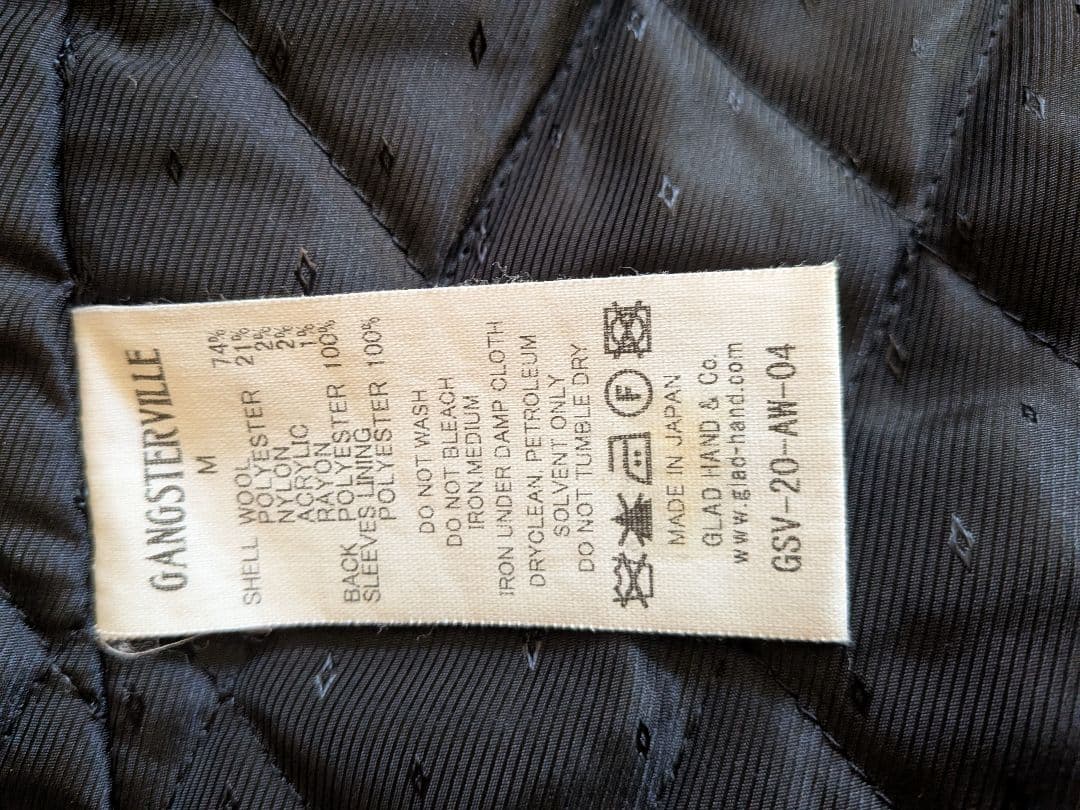 GANGSTERVILLE
M
SHELL WOOL 74%
POLYESTER 21%
NYLON 2%
ACRYLIC 2%
RAYON 1%
BACK POLYESTER 100%
SLEEVES LINING
POLYESTER 100%
DO NOT WASH
DO NOT BLEACH
IRON MEDIUM
IRON UNDER DAMP CLOTH
DRYCLEAN, PETROLEUM
SOLVENT ONLY
DO NOT TUMBLE DRY
F
MADE IN JAPAN
GLAD HAND & Co.
www.glad-hand.com
GSV-20-AW-04